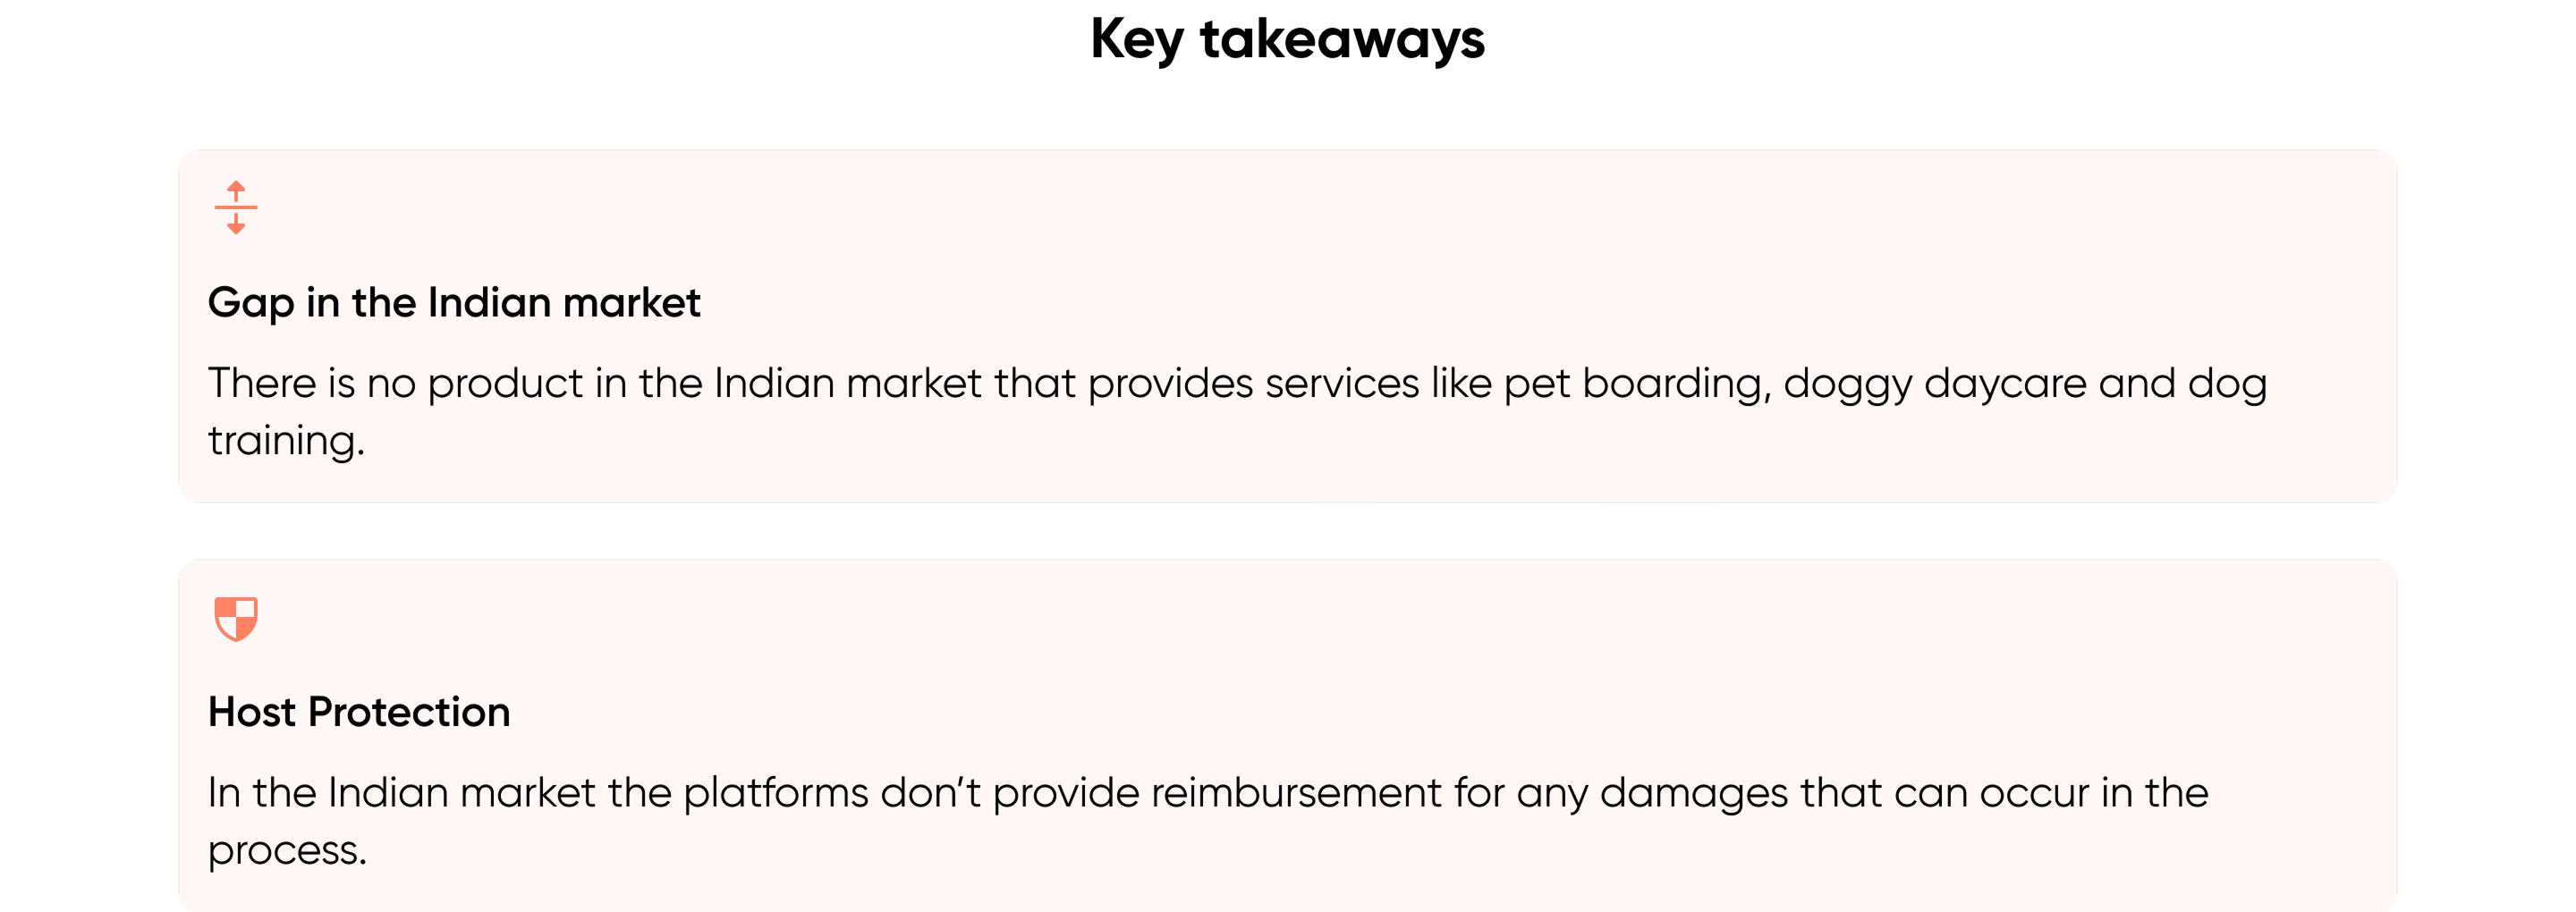 Key takeaways
Gap in the Indian market
There is no product in the Indian market that provides services like pet boarding, doggy daycare and dog
training.
Host Protection
In the Indian market the platforms don’t provide reimbursement for any damages that can occur in the
process.